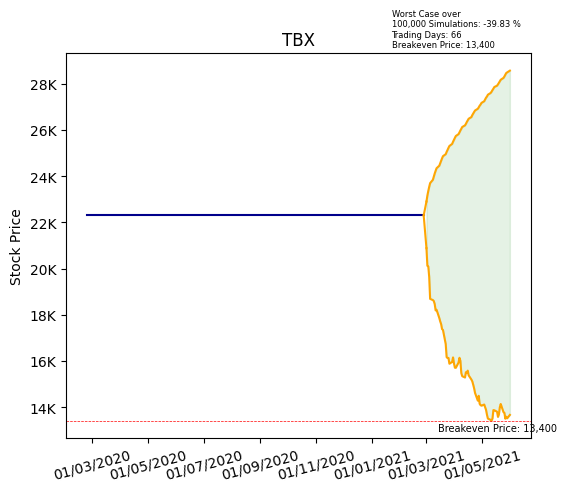 Worst Case over
100,000 Simulations: -39.83 %
Trading Days: 66
Breakeven Price: 13,400
TBX
Stock Price
28K
26K
24K
22K
20K
18K
16K
14K
Breakeven Price: 13,400
01/03/2020
01/05/2020
01/07/2020
01/09/2020
01/11/2020
01/01/2021
01/03/2021
01/05/2021